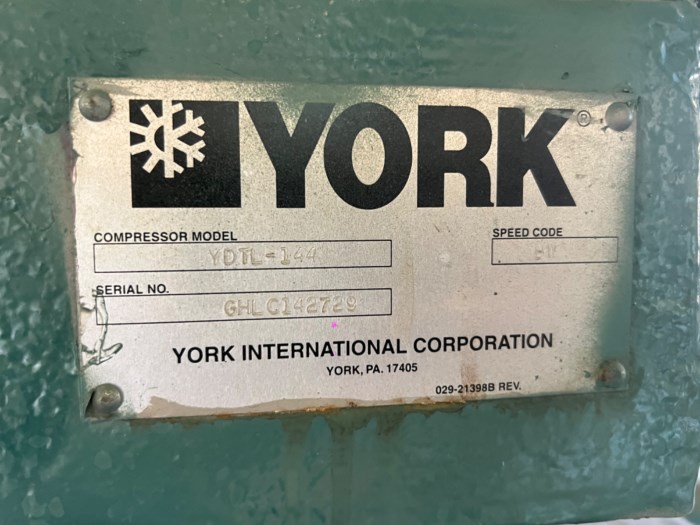 YORK®
COMPRESSOR MODEL
YDTL-144
SPEED CODE
SERIAL NO.
GHLC142729
YORK INTERNATIONAL CORPORATION
YORK, PA. 17405
029-21398B REV.